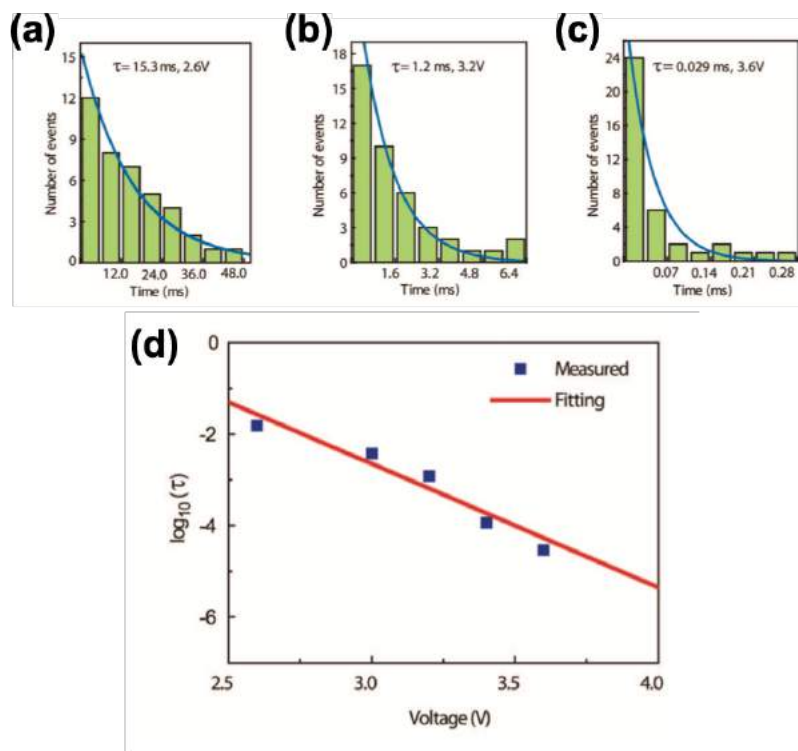 (a)
15
12
9
6
3
0
Number of events
τ= 15.3 ms, 2.6V
12.0 24.0 36.0 48.0
Time (ms)
(b)
18
15
12
9
6
3
0
Number of events
τ= 1.2 ms, 3.2V
1.6 3.2 4.8 6.4
Time (ms)
(c)
24
20
16
12
8
4
0
Number of events
τ= 0.029 ms, 3.6V
0.07 0.14 0.21 0.28
Time (ms)
(d)
0
-2
-4
-6
log10 (τ)
Measured
Fitting
2.5 3.0 3.5 4.0
Voltage (V)